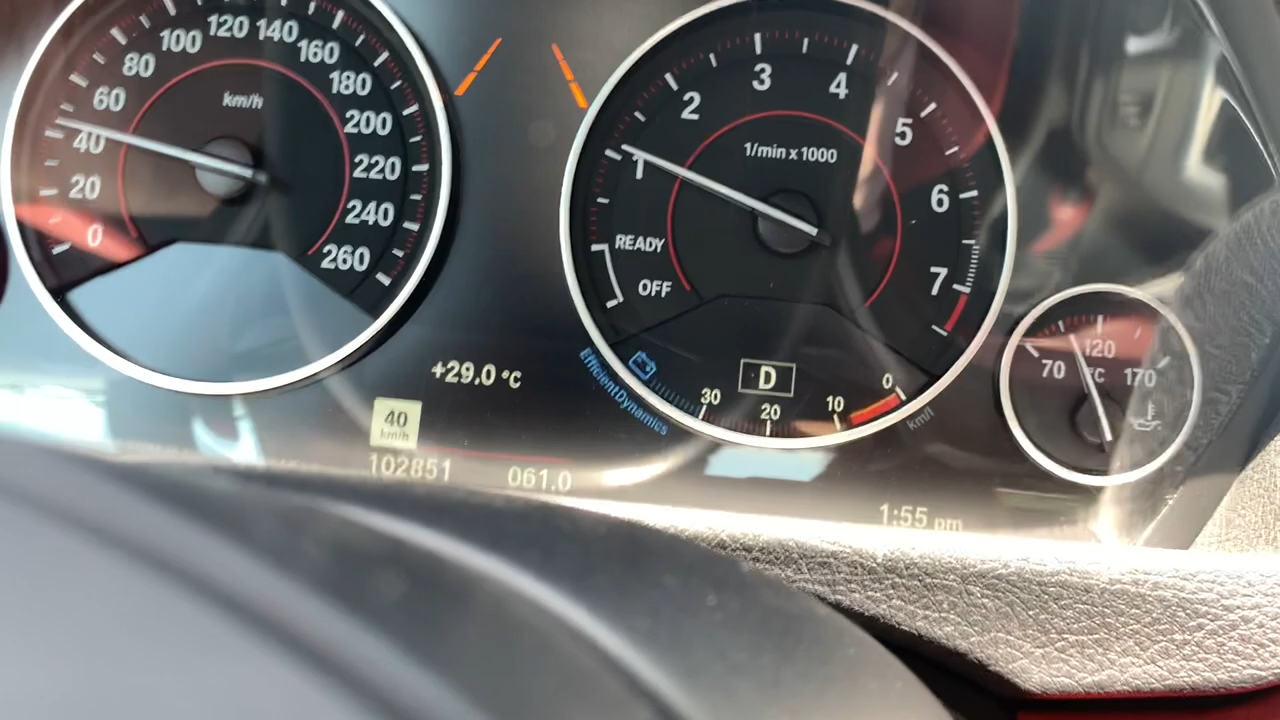 0
20
40
60
80
100
120
140
160
180
200
220
240
260
km/h
+29.0 °C
40
km/h
102851
061.0
1
2
3
4
5
6
7
1/min x 1000
READY
OFF
EfficientDynamics
D
30
20
10
0
km/l
1:55 pm
70
120
170
°C